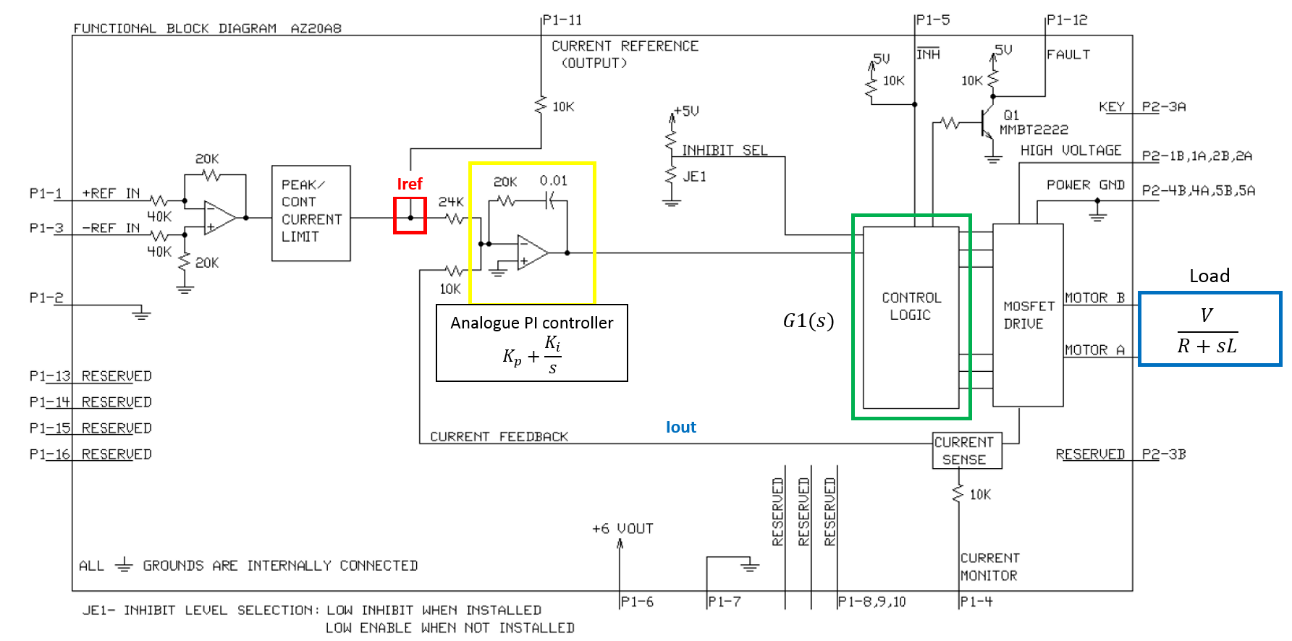 FUNCTIONAL BLOCK DIAGRAM AZ20A8
P1-11
P1-5
P1-12
CURRENT REFERENCE
(OUTPUT)
10K
+5V
INHIBIT SEL
JE1
5V
10K
INH
5V
10K
FAULT
Q1
MMBT2222
KEY P2-3A
HIGH VOLTAGE P2-1B,1A,2B,2A
POWER GND P2-4B,4A,5B,5A
P1-1 +REF IN
40K
20K
P1-3 -REF IN
40K
20K
PEAK/
CONT
CURRENT
LIMIT
Iref
24K
10K
20K
0.01
Analogue PI controller
Kp + Ki/s
G1(s)
CONTROL
LOGIC
MOSFET
DRIVE
MOTOR B
MOTOR A
Load
V
R + sL
P1-2
P1-13 RESERVED
P1-14 RESERVED
P1-15 RESERVED
P1-16 RESERVED
CURRENT FEEDBACK
Iout
CURRENT
SENSE
RESERVED P2-3B
10K
RESERVED
RESERVED
RESERVED
+6 VOUT
CURRENT
MONITOR
ALL GROUNDS ARE INTERNALLY CONNECTED
P1-6
P1-7
P1-8,9,10
P1-4
JE1- INHIBIT LEVEL SELECTION: LOW INHIBIT WHEN INSTALLED
LOW ENABLE WHEN NOT INSTALLED